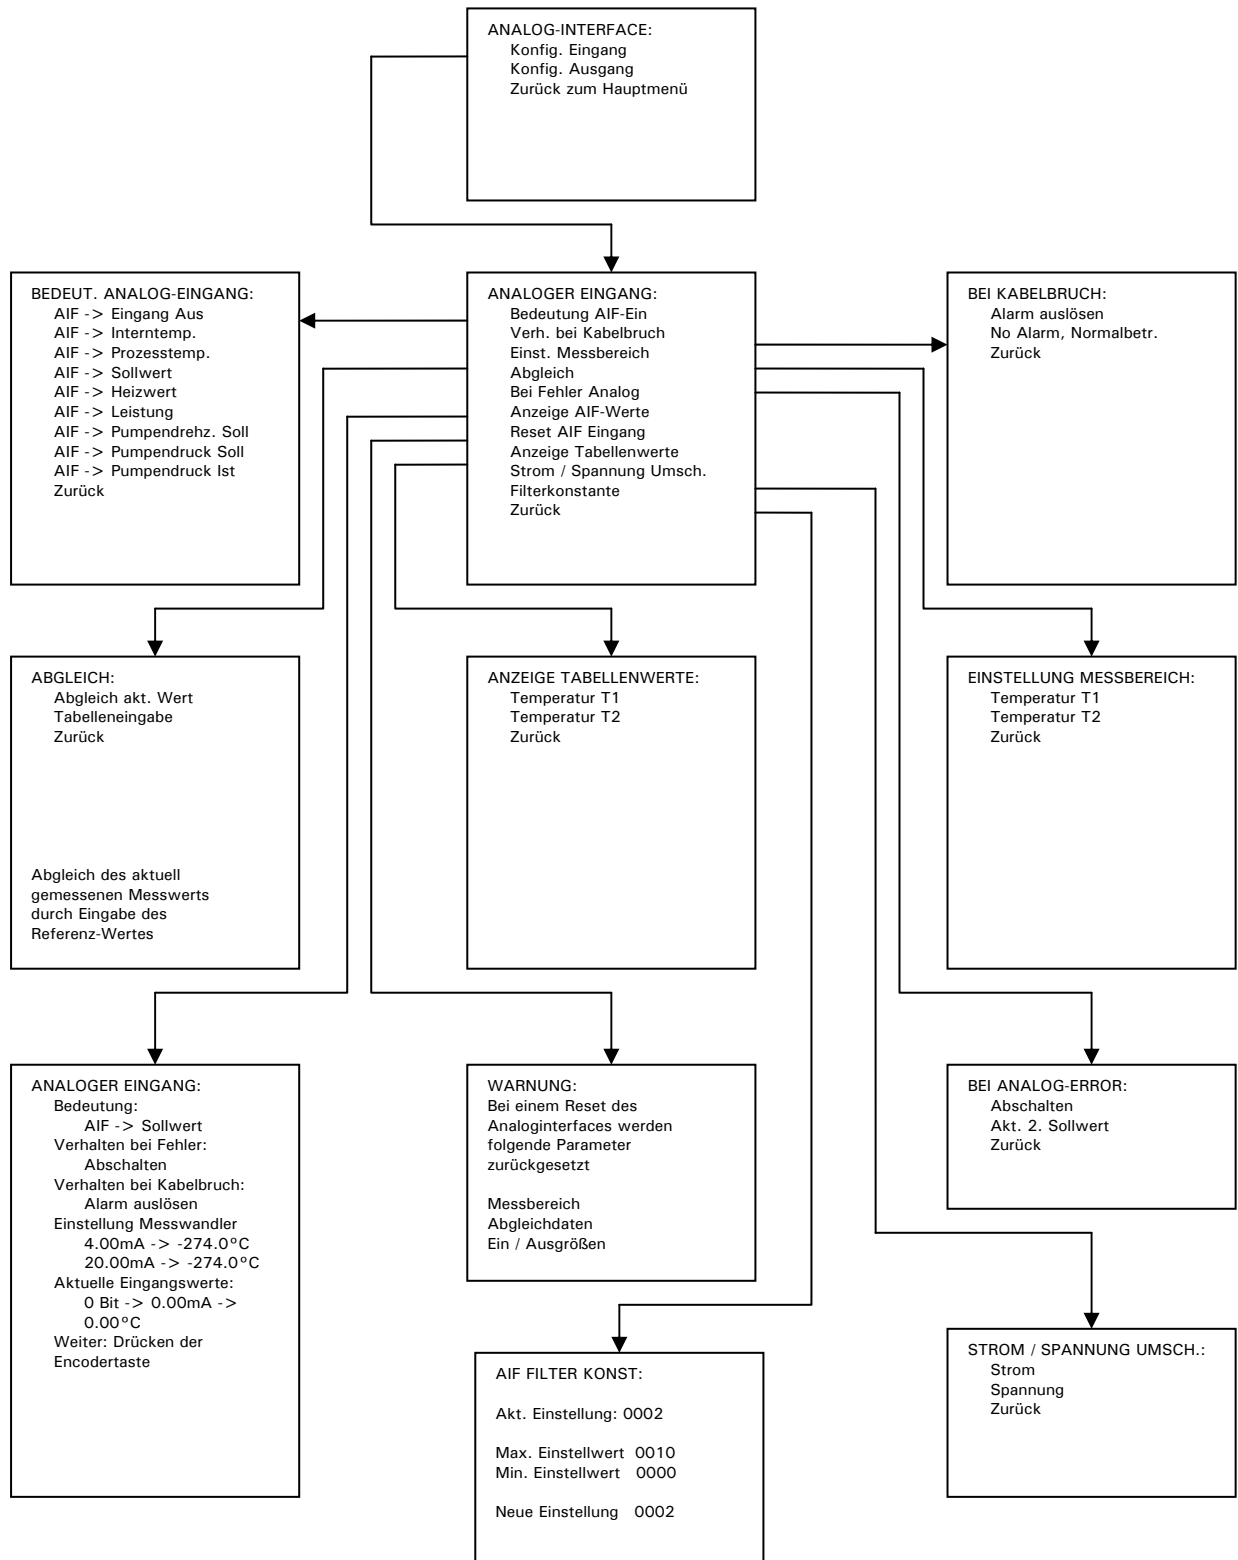 ANALOG-INTERFACE:
Konfig. Eingang
Konfig. Ausgang
Zurück zum Hauptmenü
BEDEUT. ANALOG-EINGANG:
AIF -> Eingang Aus
AIF -> Interntemp.
AIF -> Prozesstemp.
AIF -> Sollwert
AIF -> Heizwert
AIF -> Leistung
AIF -> Pumpendrehz. Soll
AIF -> Pumpendruck Soll
AIF -> Pumpendruck Ist
Zurück
ANALOGER EINGANG:
Bedeutung AIF-Ein
Verh. bei Kabelbruch
Einst. Messbereich
Abgleich
Bei Fehler Analog
Anzeige AIF-Werte
Reset AIF Eingang
Anzeige Tabellenwerte
Strom / Spannung Umsch.
Filterkonstante
Zurück
BEI KABELBRUCH:
Alarm auslösen
No Alarm, Normalbetr.
Zurück
ABGLEICH:
Abgleich akt. Wert
Tabelleneingabe
Zurück
Abgleich des aktuell
gemessenen Messwerts
durch Eingabe des
Referenz-Wertes
ANZEIGE TABELLENWERTE:
Temperatur T1
Temperatur T2
Zurück
EINSTELLUNG MESSBEREICH:
Temperatur T1
Temperatur T2
Zurück
ANALOGER EINGANG:
Bedeutung:
AIF -> Sollwert
Verhalten bei Fehler:
Abschalten
Verhalten bei Kabelbruch:
Alarm auslösen
Einstellung Messwandler
4.00mA -> -274.0°C
20.00mA -> -274.0°C
Aktuelle Eingangswerte:
0 Bit -> 0.00mA ->
0.00°C
Weiter: Drücken der
Encodertaste
WARNUNG:
Bei einem Reset des
Analoginterfaces werden
folgende Parameter
zurückgesetzt
Messbereich
Abgleichdaten
Ein / Ausgrößen
BEI ANALOG-ERROR:
Abschalten
Akt. 2. Sollwert
Zurück
AIF FILTER KONST:
Akt. Einstellung: 0002
Max. Einstellwert 0010
Min. Einstellwert 0000
Neue Einstellung 0002
STROM / SPANNUNG UMSCH.:
Strom
Spannung
Zurück